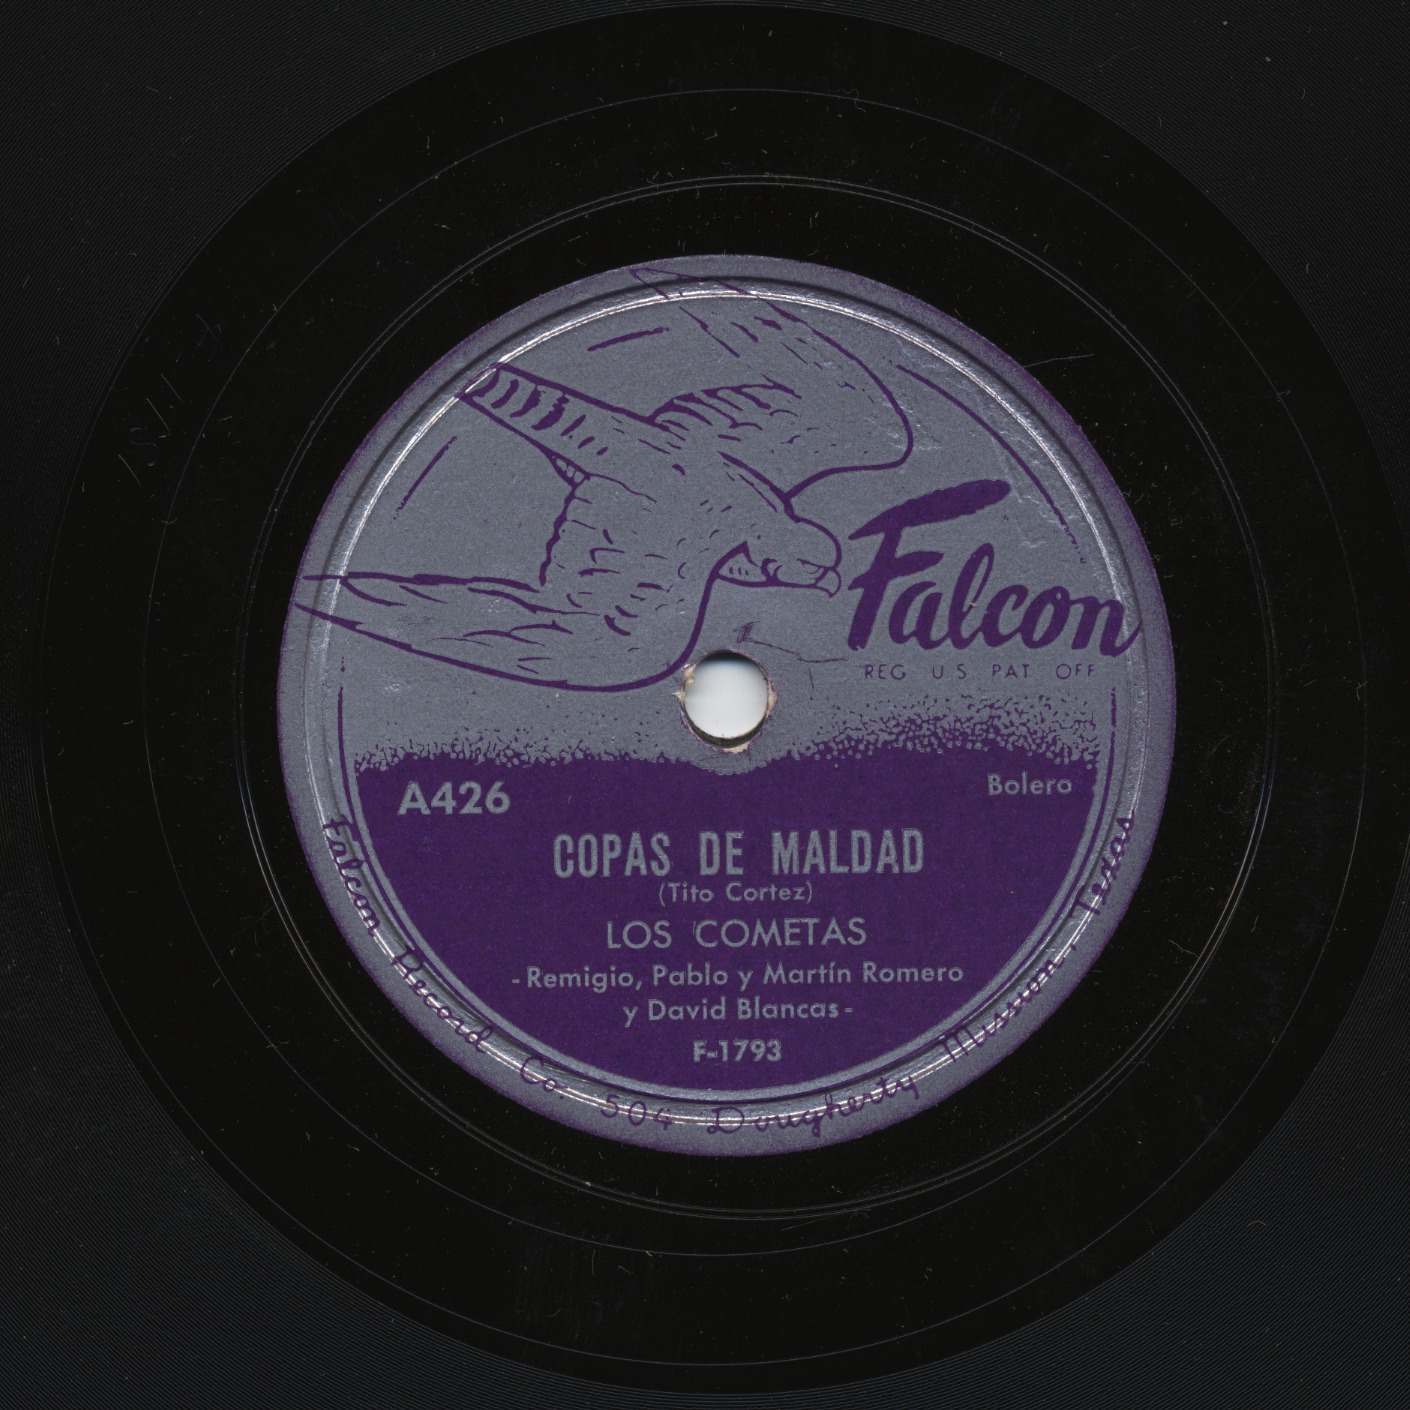 Falcon
REG U S PAT OFF
A426
Bolero
COPAS DE MALDAD
(Tito Cortez)
LOS COMETAS
- Remigio, Pablo y Martín Romero
y David Blancas -
F-1793
Falcon Record Co. 504 Dougherty Mission, Texas